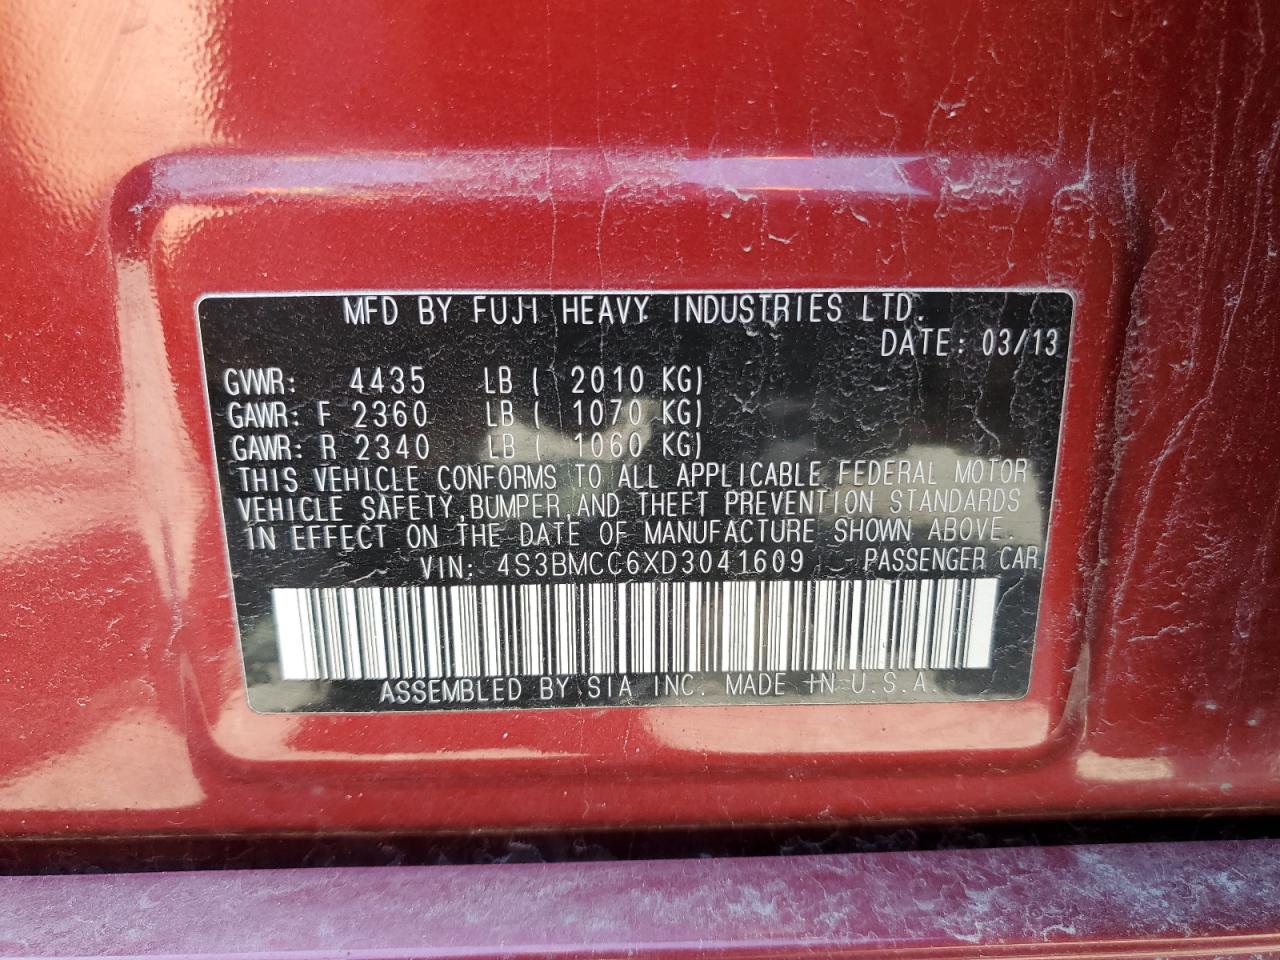 MFD BY FUJI HEAVY INDUSTRIES LTD.
DATE: 03/13
GVWR: 4435 LB ( 2010 KG)
GAWR: F 2360 LB ( 1070 KG)
GAWR: R 2340 LB ( 1060 KG)
THIS VEHICLE CONFORMS TO ALL APPLICABLE FEDERAL MOTOR
VEHICLE SAFETY,BUMPER,AND THEFT PREVENTION STANDARDS
IN EFFECT ON THE DATE OF MANUFACTURE SHOWN ABOVE.
VIN: 4S3BMCC6XD3041609 PASSENGER CAR
ASSEMBLED BY SIA INC. MADE IN U.S.A.